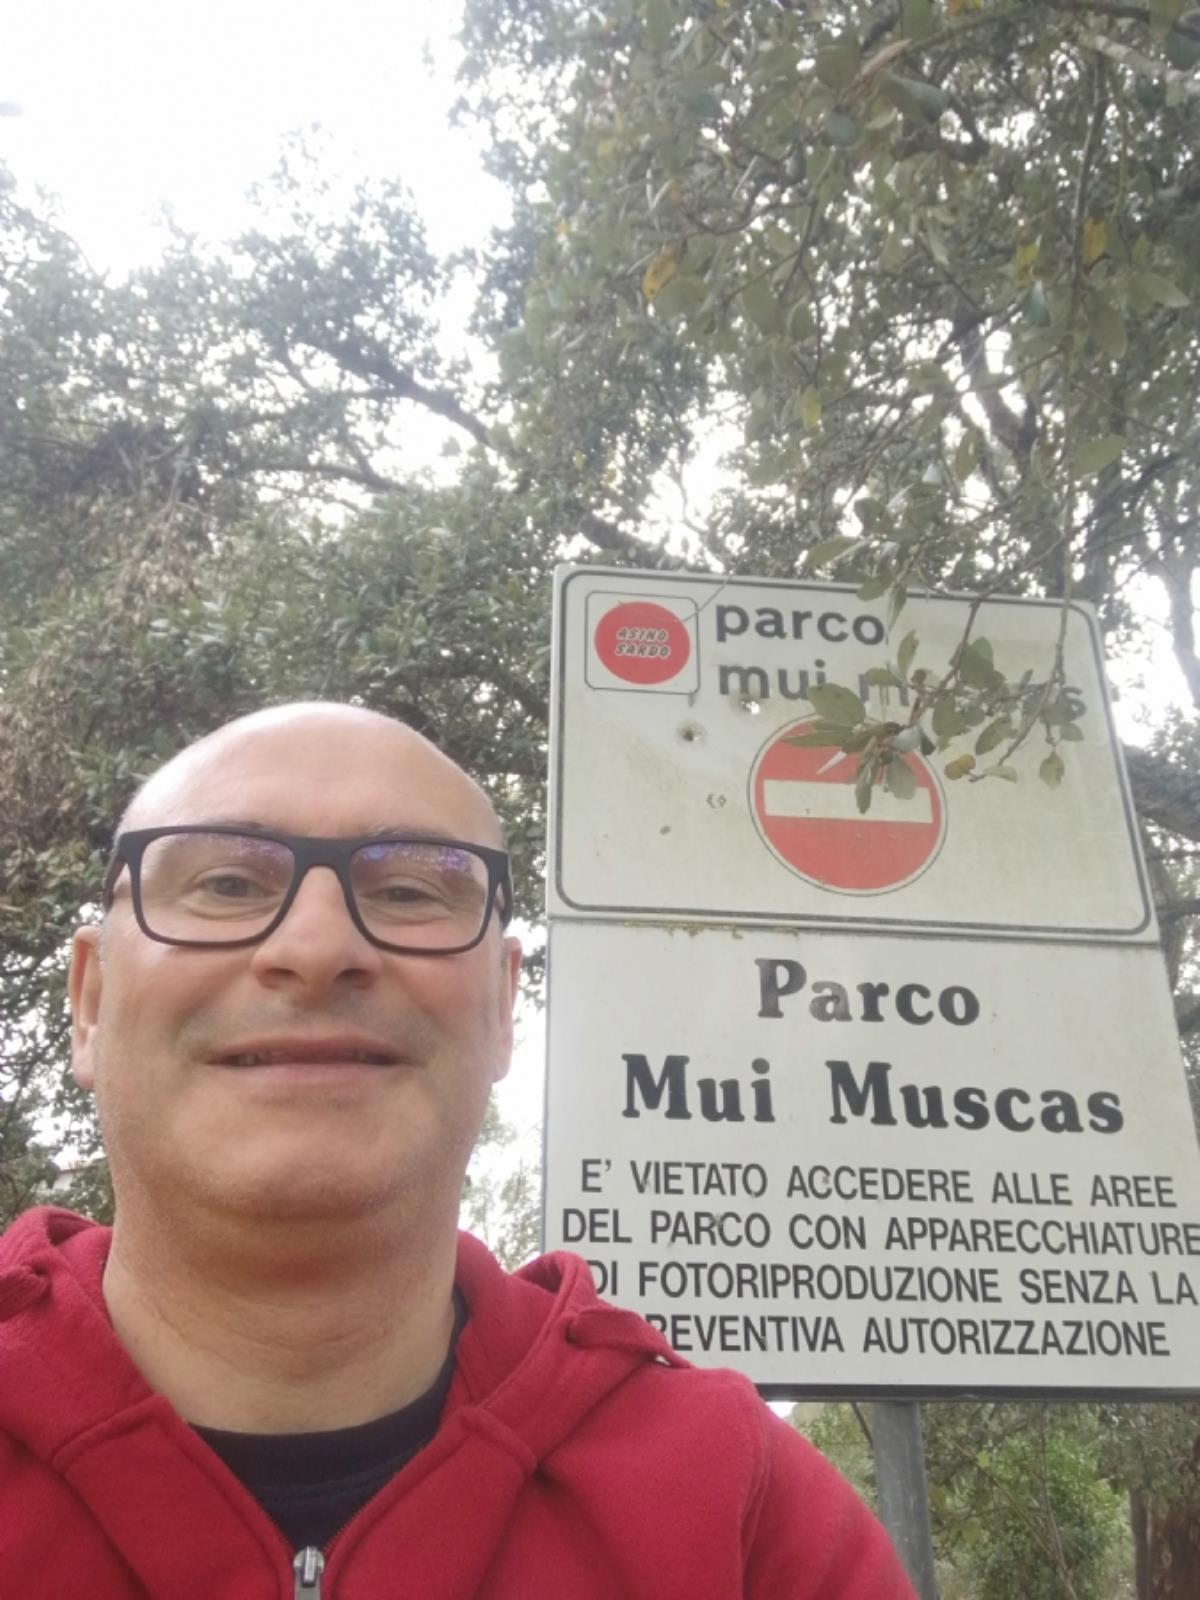 ASINO
SARDO
parco
mui
Parco
Mui Muscas
E' VIETATO ACCEDERE ALLE AREE
DEL PARCO CON APPARECCHIATURE
DI FOTORIPRODUZIONE SENZA LA
REVENTIVA AUTORIZZAZIONE